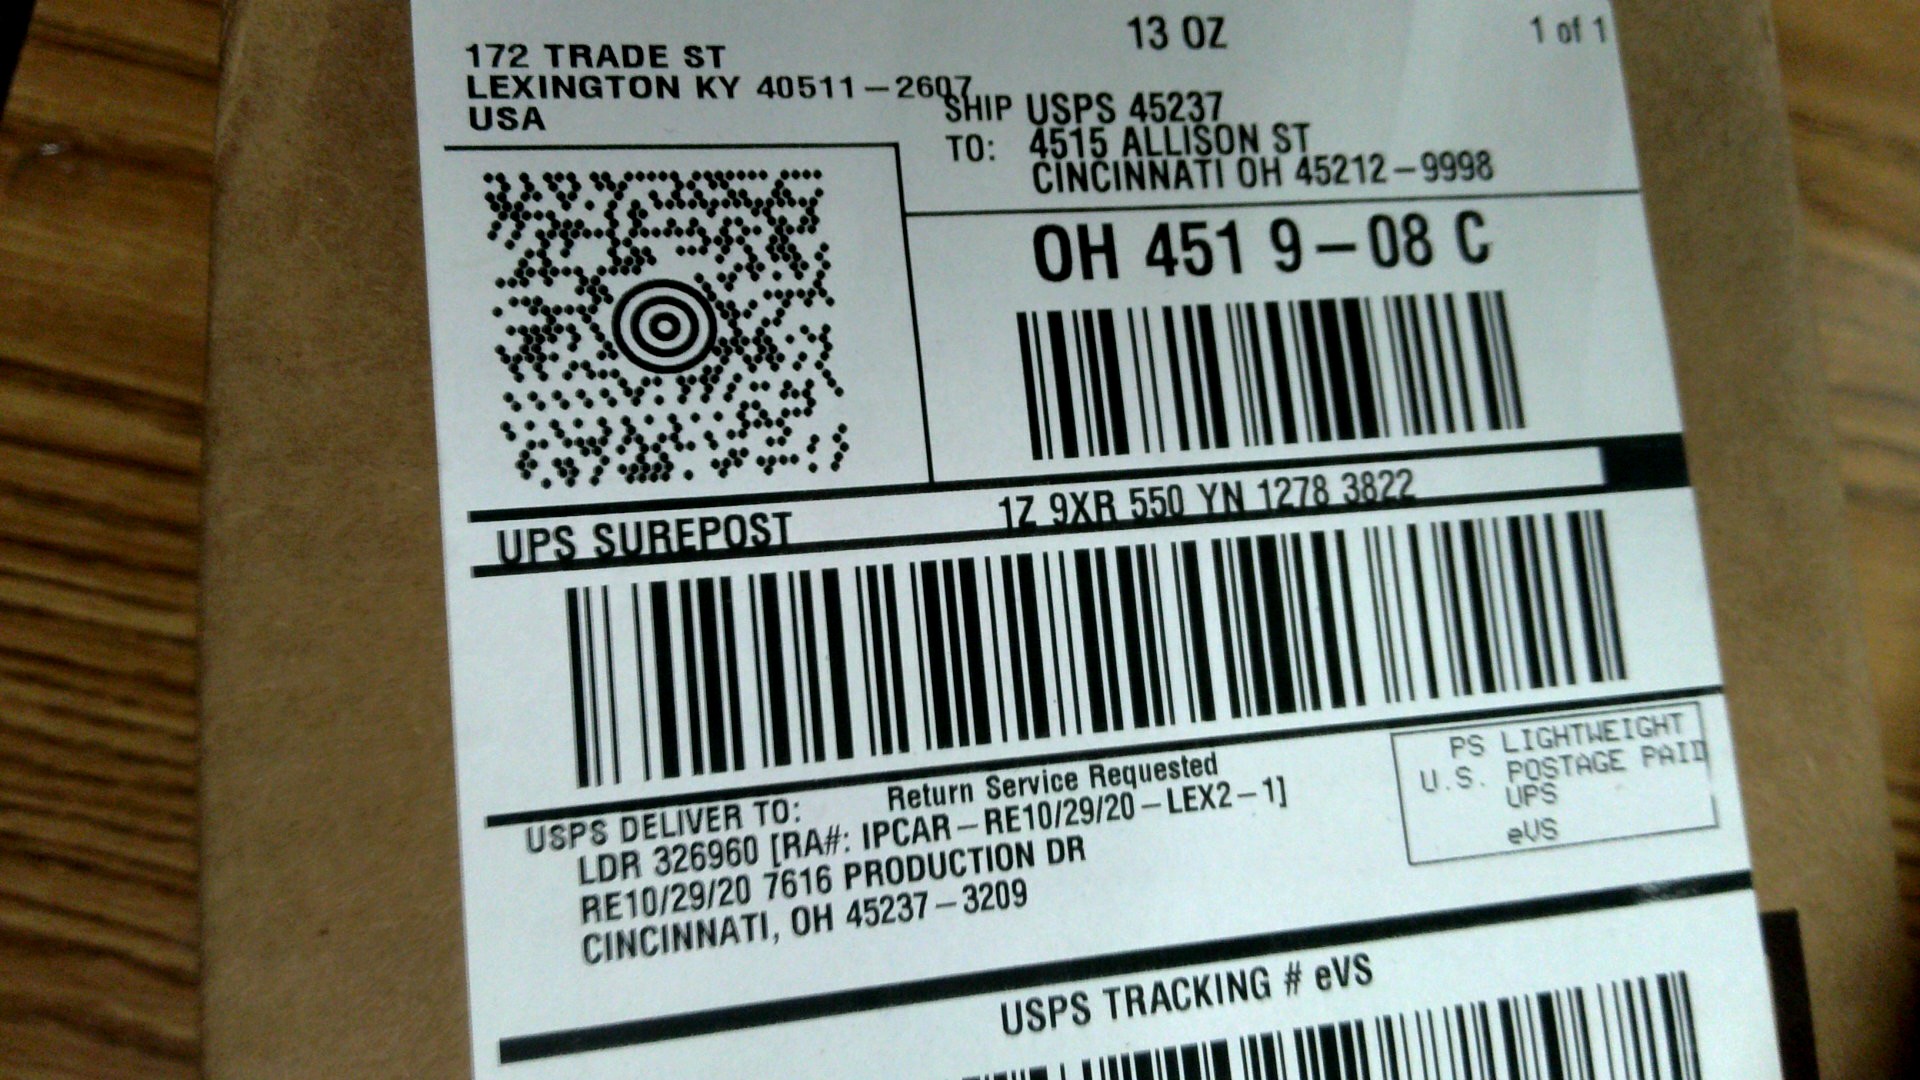 172 TRADE ST
LEXINGTON KY 40511-2607
USA
13 OZ
1 of 1
SHIP TO: USPS 45237
4515 ALLISON ST
CINCINNATI OH 45212-9998
OH 451 9-08 C
UPS SUREPOST
1Z 9XR 550 YN 1278 3822
USPS DELIVER TO:
Return Service Requested
LDR 326960 [RA#: IPCAR-RE10/29/20-LEX2-1]
RE10/29/20 7616 PRODUCTION DR
CINCINNATI, OH 45237-3209
PS LIGHTWEIGHT
U.S. POSTAGE PAID
UPS
eVS
USPS TRACKING # eVS